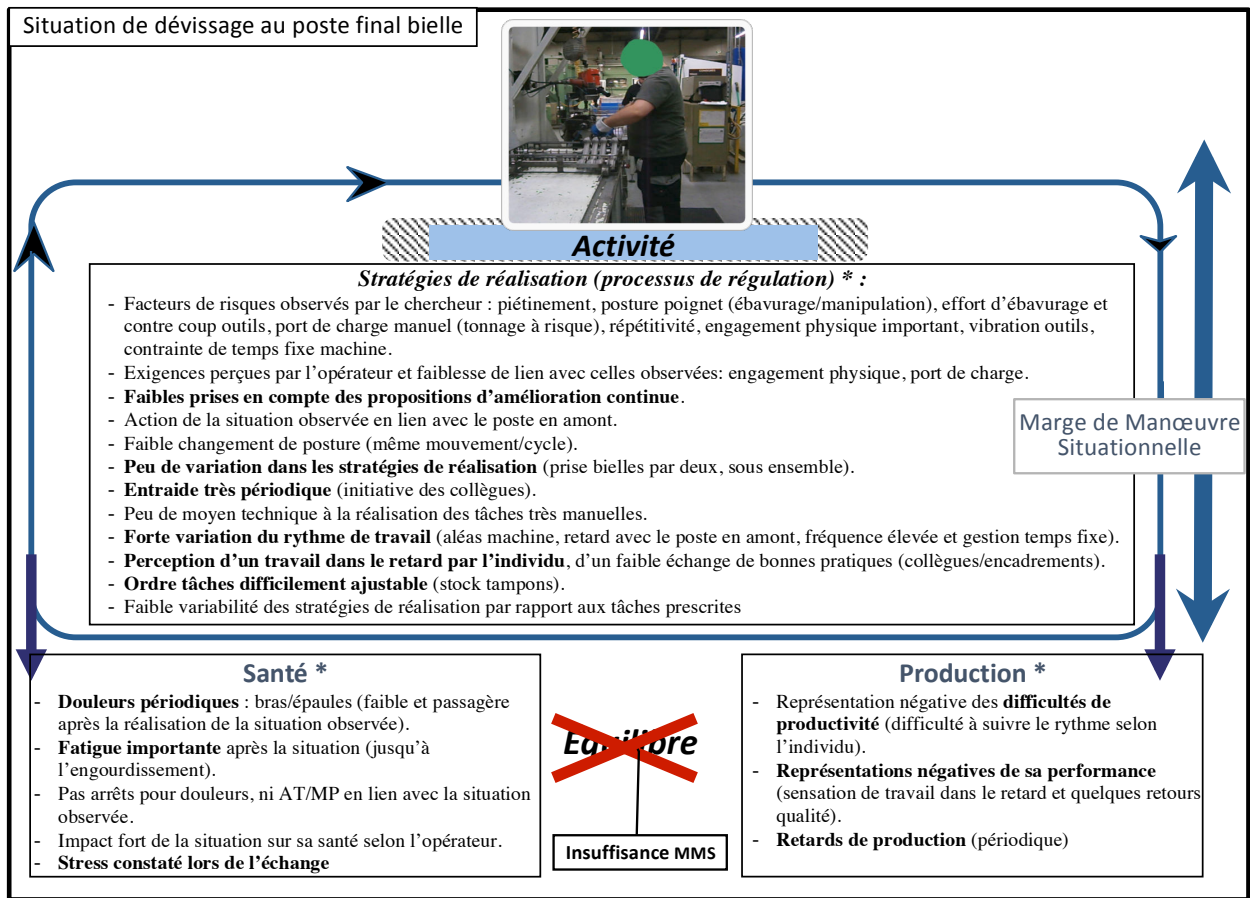 Situation de dévissage au poste final bielle
Activité
Stratégies de réalisation (processus de régulation) * :
- Facteurs de risques observés par le chercheur : piétinement, posture poignet (ébavurage/manipulation), effort d'ébavurage et
contre coup outils, port de charge manuel (tonnage à risque), répétitivité, engagement physique important, vibration outils,
contrainte de temps fixe machine.
- Exigences perçues par l'opérateur et faiblesse de lien avec celles observées: engagement physique, port de charge.
- Faibles prises en compte des propositions d'amélioration continue.
- Action de la situation observée en lien avec le poste en amont.
- Faible changement de posture (même mouvement/cycle).
- Peu de variation dans les stratégies de réalisation (prise bielles par deux, sous ensemble).
- Entraide très périodique (initiative des collègues).
- Peu de moyen technique à la réalisation des tâches très manuelles.
- Forte variation du rythme de travail (aléas machine, retard avec le poste en amont, fréquence élevée et gestion temps fixe).
- Perception d'un travail dans le retard par l'individu, d'un faible échange de bonnes pratiques (collègues/encadrements).
- Ordre tâches difficilement ajustable (stock tampons).
- Faible variabilité des stratégies de réalisation par rapport aux tâches prescrites
Marge de Manœuvre
Situationnelle
Santé *
- Douleurs périodiques : bras/épaules (faible et passagère
après la réalisation de la situation observée).
- Fatigue importante après la situation (jusqu'à
l'engourdissement).
- Pas arrêts pour douleurs, ni AT/MP en lien avec la situation
observée.
- Impact fort de la situation sur sa santé selon l'opérateur.
- Stress constaté lors de l'échange
Equilibre
Insuffisance MMS
Production *
- Représentation négative des difficultés de
productivité (difficulté à suivre le rythme selon
l'individu).
- Représentations négatives de sa performance
(sensation de travail dans le retard et quelques retours
qualité).
- Retards de production (périodique)